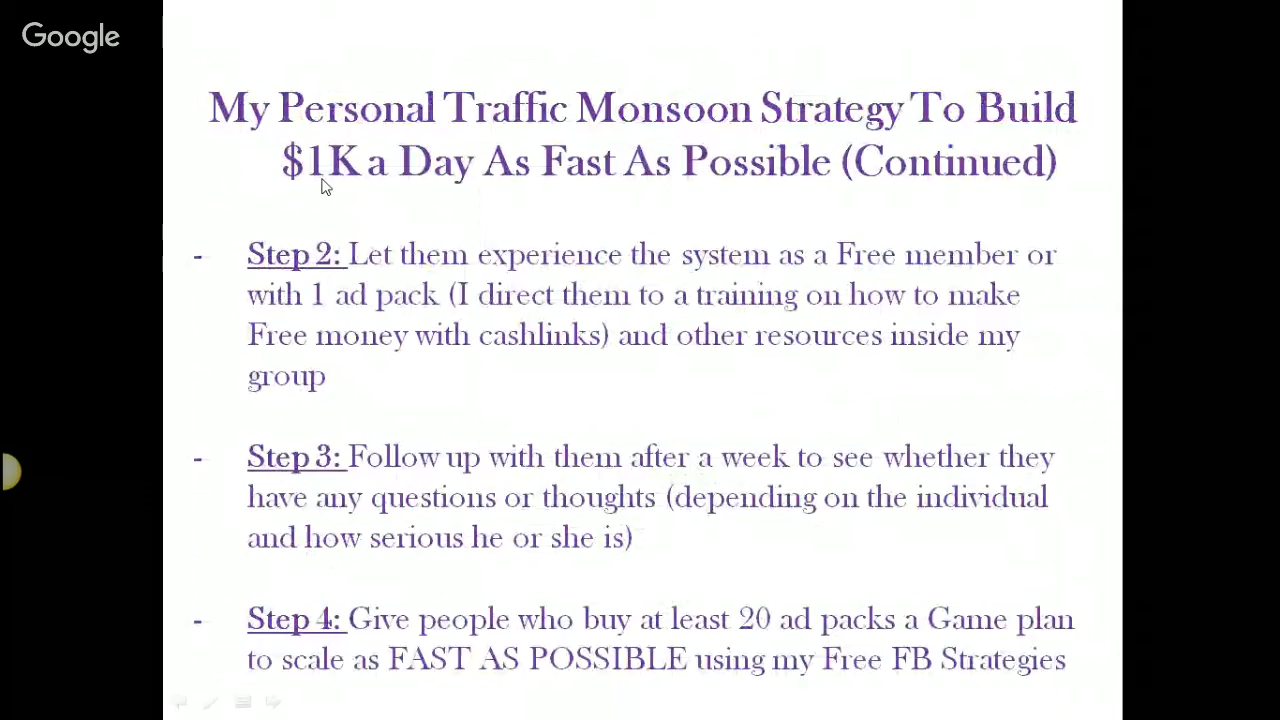 Google
My Personal Traffic Monsoon Strategy To Build
$1K a Day As Fast As Possible (Continued)
- Step 2: Let them experience the system as a Free member or
with 1 ad pack (I direct them to a training on how to make
Free money with cashlinks) and other resources inside my
group
- Step 3: Follow up with them after a week to see whether they
have any questions or thoughts (depending on the individual
and how serious he or she is)
- Step 4: Give people who buy at least 20 ad packs a Game plan
to scale as FAST AS POSSIBLE using my Free FB Strategies